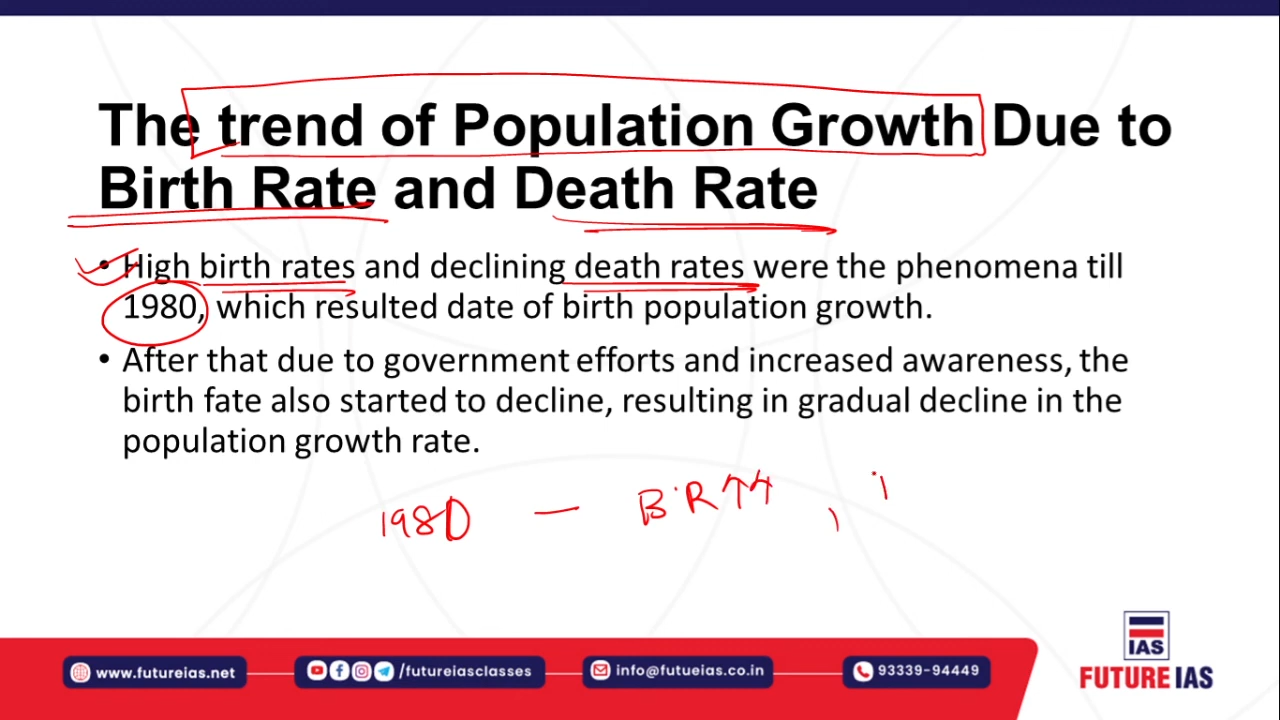 The trend of Population Growth Due to
Birth Rate and Death Rate
• High birth rates and declining death rates were the phenomena till
1980, which resulted date of birth population growth.
• After that due to government efforts and increased awareness, the
birth fate also started to decline, resulting in gradual decline in the
population growth rate.
1980 — BIRTH ,
IAS
FUTURE IAS
www.futureias.net
/futureiasclasses
info@futueias.co.in
93339-94449